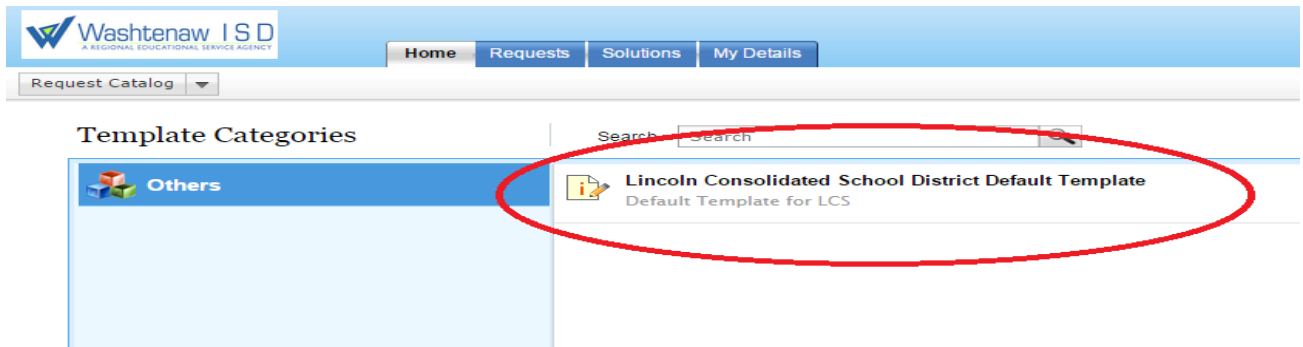 Washtenaw ISD
A REGIONAL EDUCATIONAL SERVICE AGENCY
Home Requests Solutions My Details
Request Catalog
Template Categories
Search Search
Others
Lincoln Consolidated School District Default Template
Default Template for LCS